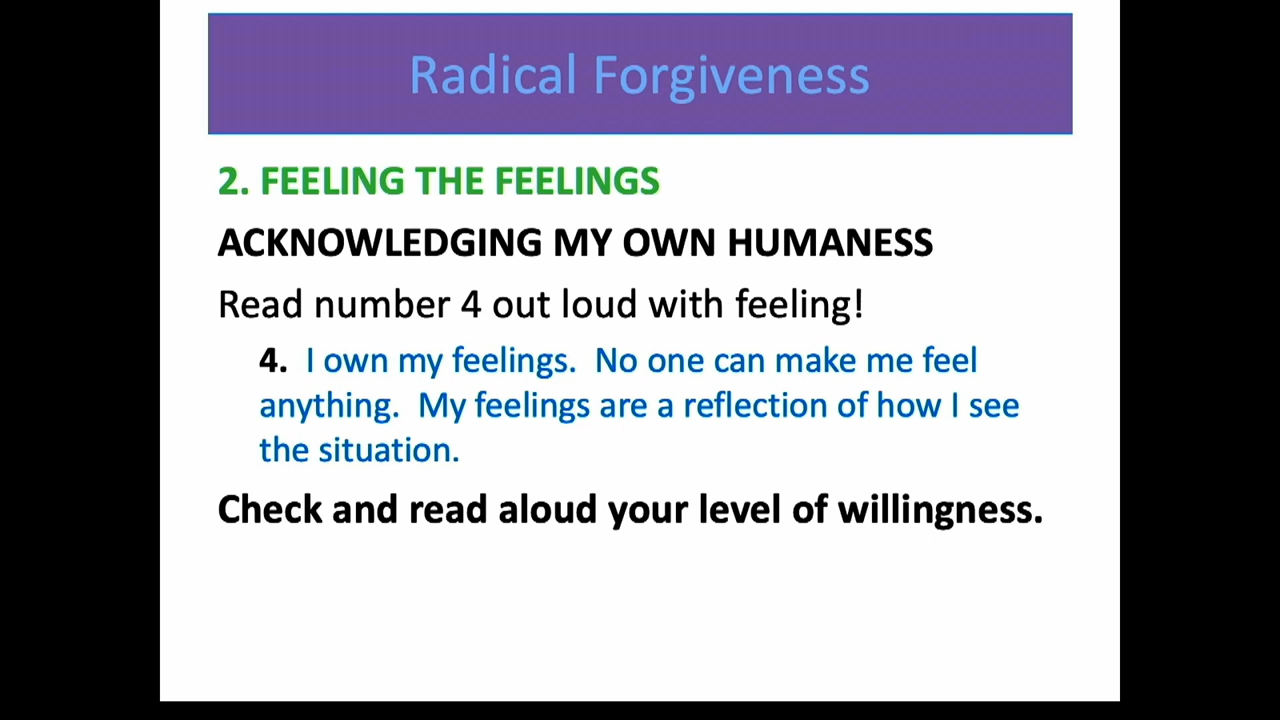 Radical Forgiveness
2. FEELING THE FEELINGS
ACKNOWLEDGING MY OWN HUMANESS
Read number 4 out loud with feeling!
4. I own my feelings. No one can make me feel
anything. My feelings are a reflection of how I see
the situation.
Check and read aloud your level of willingness.